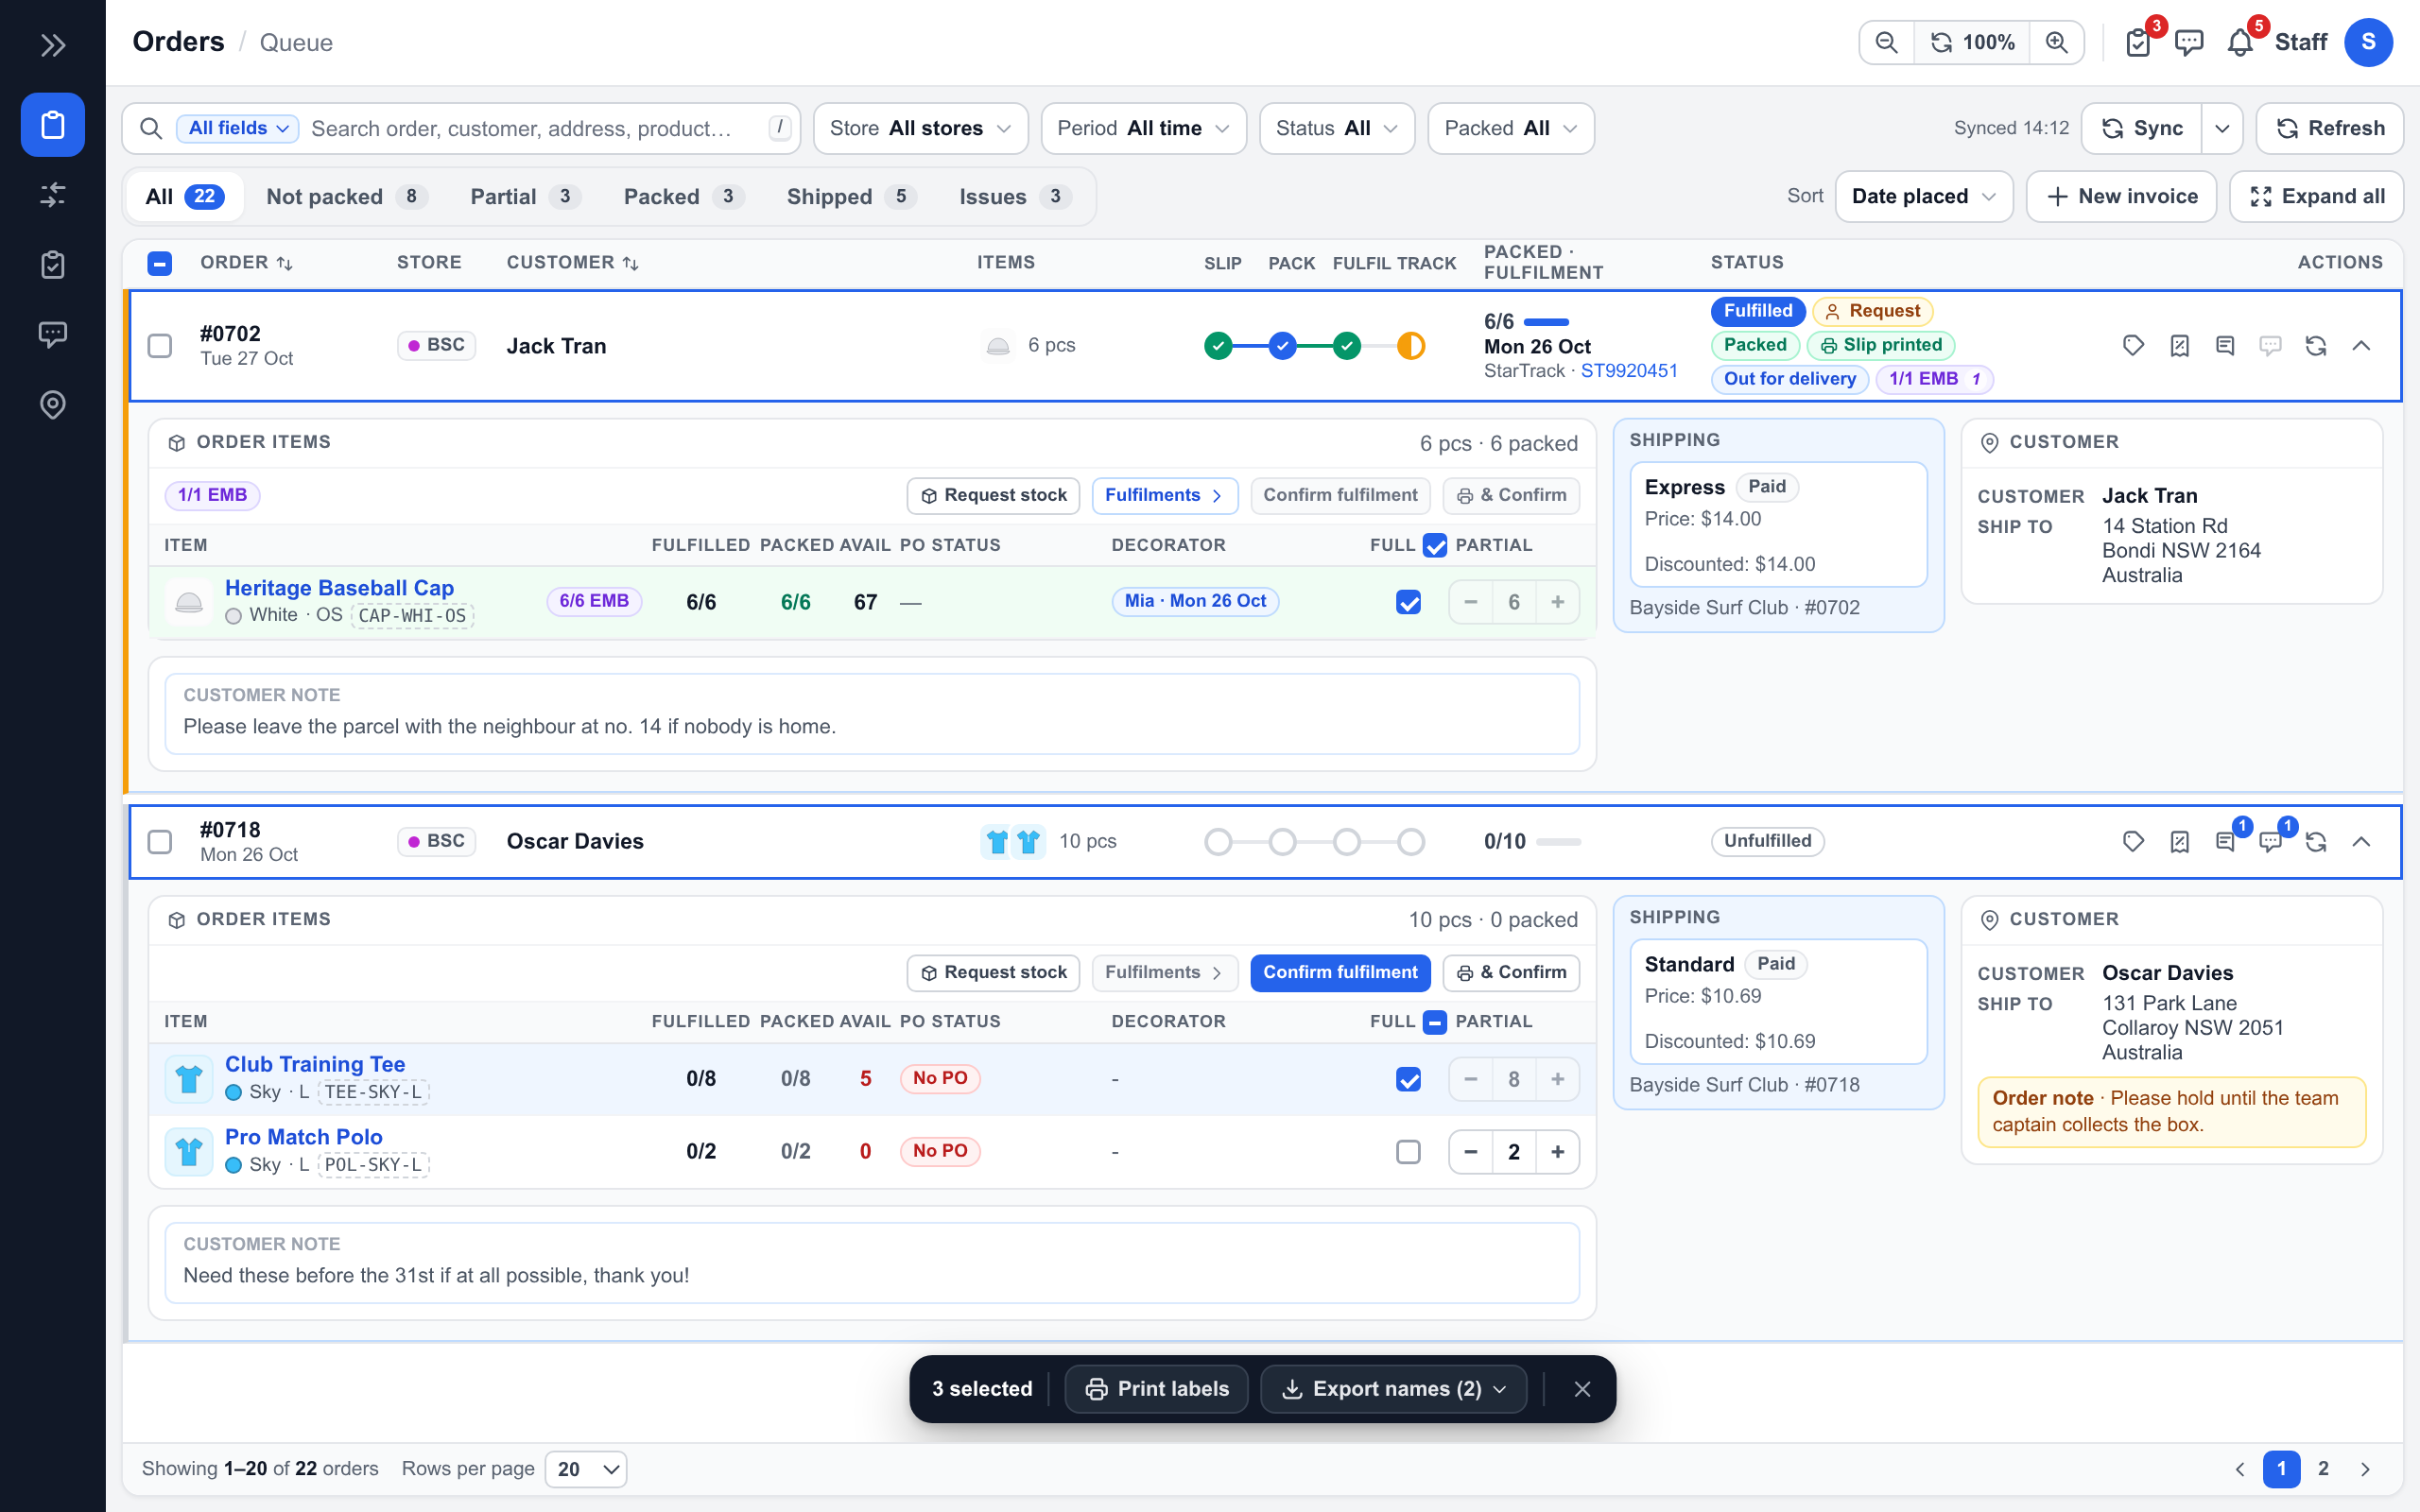 Orders / Queue
100%
3
5
Staff
S
All fields
Search order, customer, address, product…
/
Store All stores
Period All time
Status All
Packed All
Synced 14:12
Sync
Refresh
All 22
Not packed 8
Partial 3
Packed 3
Shipped 5
Issues 3
Sort
Date placed
New invoice
Expand all
ORDER
STORE
CUSTOMER
ITEMS
SLIP
PACK
FULFIL
TRACK
PACKED ·
FULFILMENT
STATUS
ACTIONS
#0702
Tue 27 Oct
BSC
Jack Tran
6 pcs
6/6
Mon 26 Oct
StarTrack · ST9920451
Fulfilled
Request
Packed
Slip printed
Out for delivery
1/1 EMB 1
ORDER ITEMS
6 pcs · 6 packed
1/1 EMB
Request stock
Fulfilments
Confirm fulfilment
& Confirm
ITEM
FULFILLED
PACKED
AVAIL
PO STATUS
DECORATOR
FULL
PARTIAL
Heritage Baseball Cap
White · OS CAP-WHI-OS
6/6 EMB
6/6
6/6
67
—
Mia · Mon 26 Oct
− 6 +
CUSTOMER NOTE
Please leave the parcel with the neighbour at no. 14 if nobody is home.
SHIPPING
Express Paid
Price: $14.00
Discounted: $14.00
Bayside Surf Club · #0702
CUSTOMER
CUSTOMER Jack Tran
SHIP TO 14 Station Rd
Bondi NSW 2164
Australia
#0718
Mon 26 Oct
BSC
Oscar Davies
10 pcs
0/10
Unfulfilled
1
1
ORDER ITEMS
10 pcs · 0 packed
Request stock
Fulfilments
Confirm fulfilment
& Confirm
ITEM
FULFILLED
PACKED
AVAIL
PO STATUS
DECORATOR
FULL
PARTIAL
Club Training Tee
Sky · L TEE-SKY-L
0/8
0/8
5
No PO
-
− 8 +
Pro Match Polo
Sky · L POL-SKY-L
0/2
0/2
0
No PO
-
− 2 +
CUSTOMER NOTE
Need these before the 31st if at all possible, thank you!
SHIPPING
Standard Paid
Price: $10.69
Discounted: $10.69
Bayside Surf Club · #0718
CUSTOMER
CUSTOMER Oscar Davies
SHIP TO 131 Park Lane
Collaroy NSW 2051
Australia
Order note · Please hold until the team
captain collects the box.
3 selected
Print labels
Export names (2)
Showing 1–20 of 22 orders
Rows per page 20
1
2